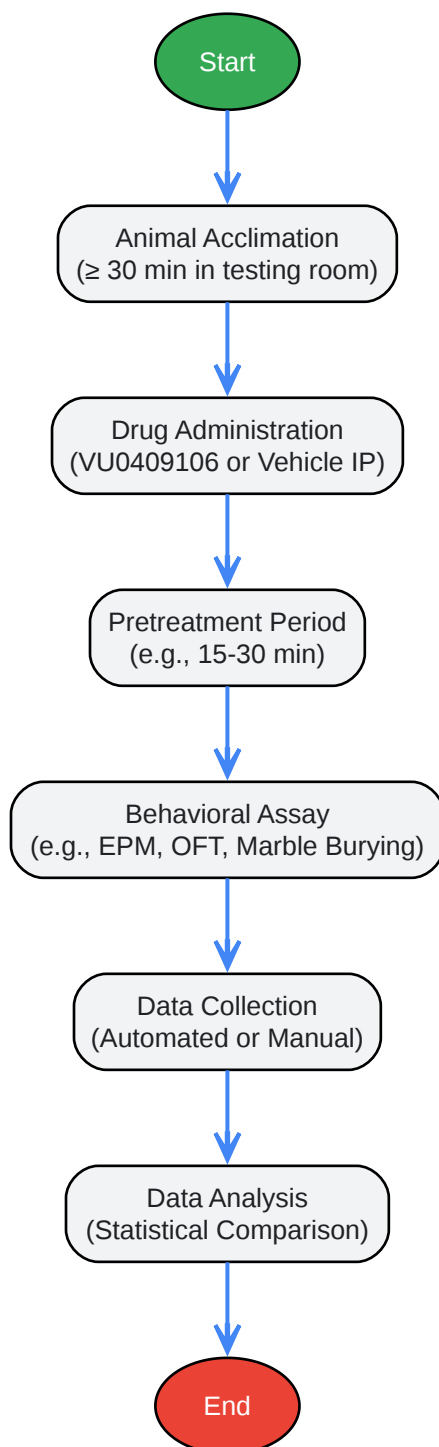 Start
Animal Acclimation
(≥ 30 min in testing room)
Drug Administration
(VU0409106 or Vehicle IP)
Pretreatment Period
(e.g., 15-30 min)
Behavioral Assay
(e.g., EPM, OFT, Marble Burying)
Data Collection
(Automated or Manual)
Data Analysis
(Statistical Comparison)
End